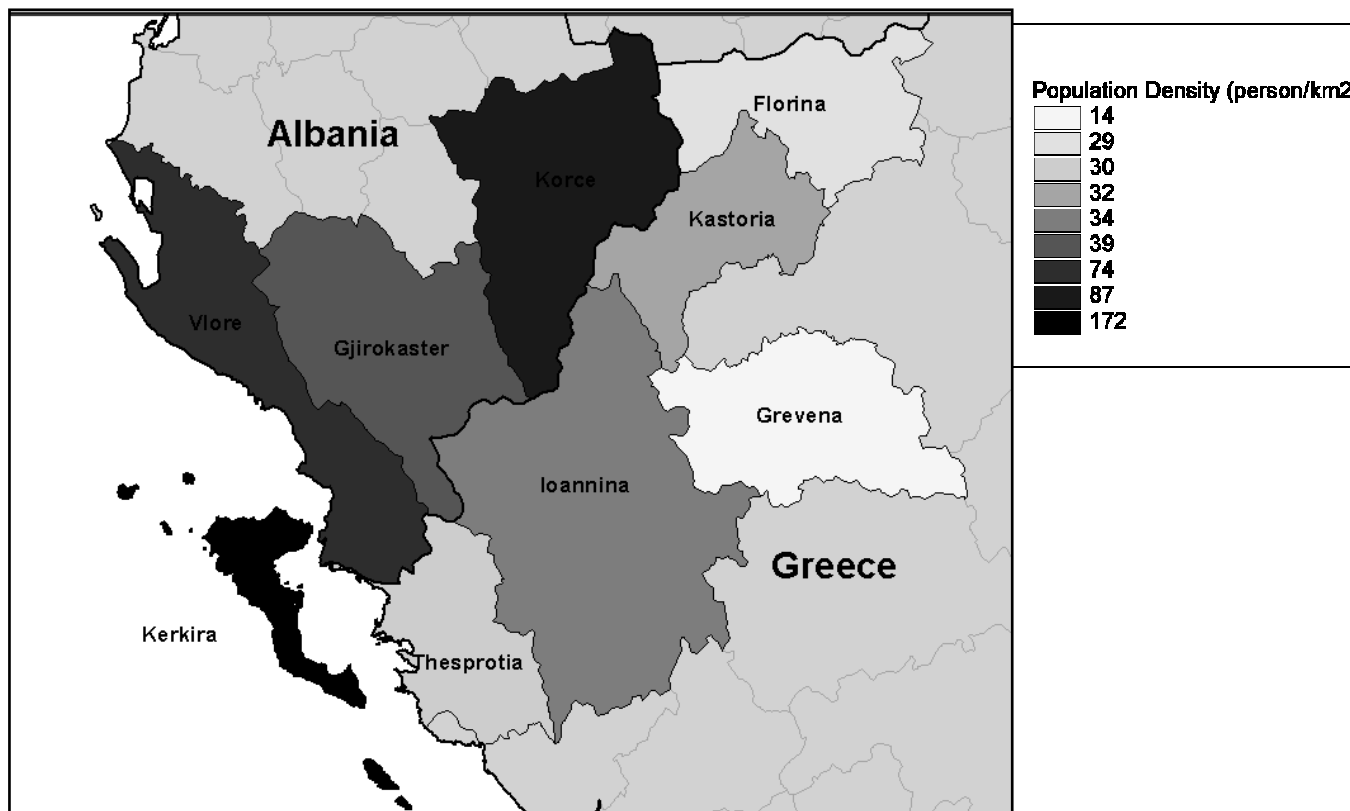 Albania
Florina
Korce
Kastoria
Vlore
Gjirokaster
Grevena
Ioannina
Greece
Kerkira
Thesprotia
Population Density (person/km2
14
29
30
32
34
39
74
87
172